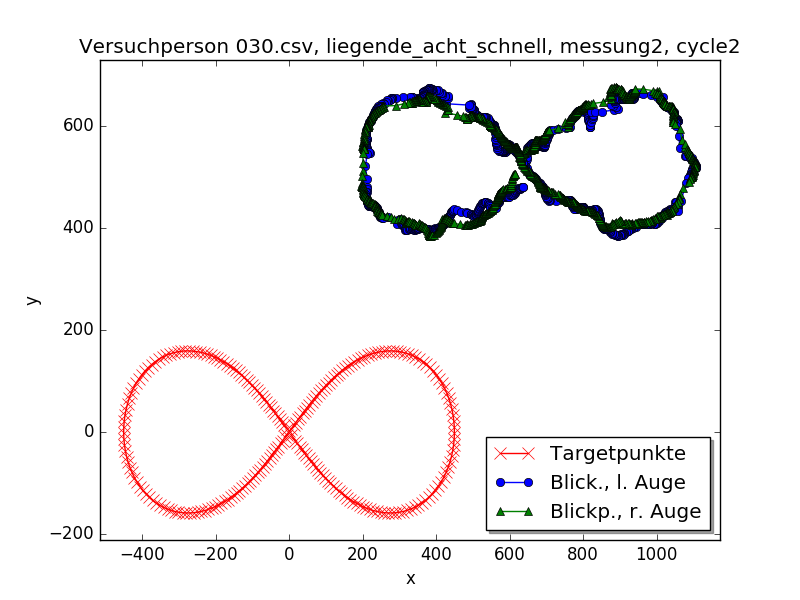 Versuchperson 030.csv, liegende_acht_schnell, messung2, cycle2
y
600
400
200
0
−200
−400
−200
0
200
400
600
800
1000
x
Targetpunkte
Blick., l. Auge
Blickp., r. Auge